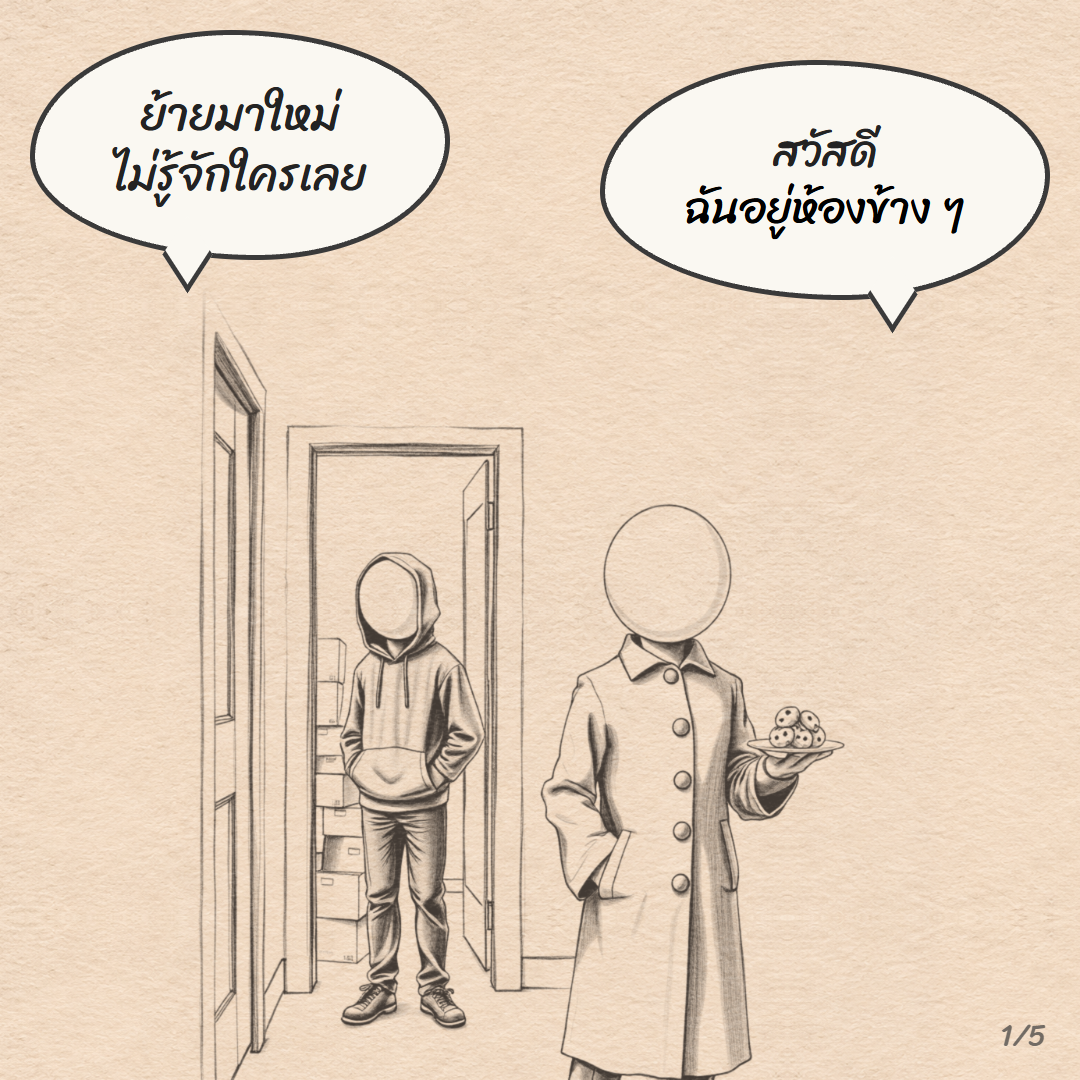 ย้ายมาใหม่
ไม่รู้จักใครเลย
สวัสดี
ฉันอยู่ห้องข้าง ๆ
1/5